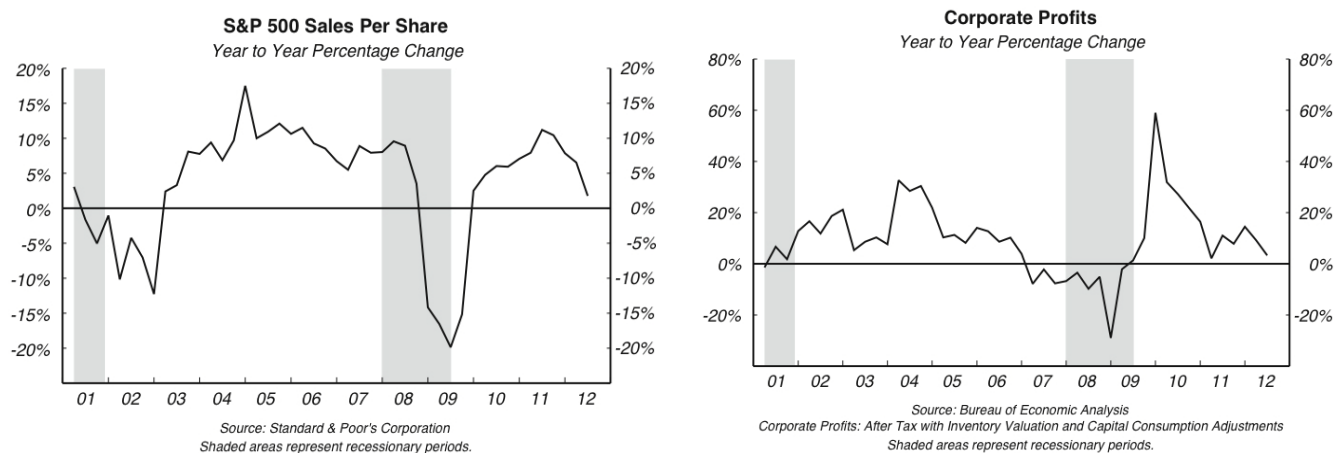 S&P 500 Sales Per Share
Year to Year Percentage Change
20%
15%
10%
5%
0%
-5%
-10%
-15%
-20%
20%
15%
10%
5%
0%
-5%
-10%
-15%
-20%
01 02 03 04 05 06 07 08 09 10 11 12
Source: Standard & Poor's Corporation
Shaded areas represent recessionary periods.
Corporate Profits
Year to Year Percentage Change
80%
60%
40%
20%
0%
-20%
80%
60%
40%
20%
0%
-20%
01 02 03 04 05 06 07 08 09 10 11 12
Source: Bureau of Economic Analysis
Corporate Profits: After Tax with Inventory Valuation and Capital Consumption Adjustments
Shaded areas represent recessionary periods.